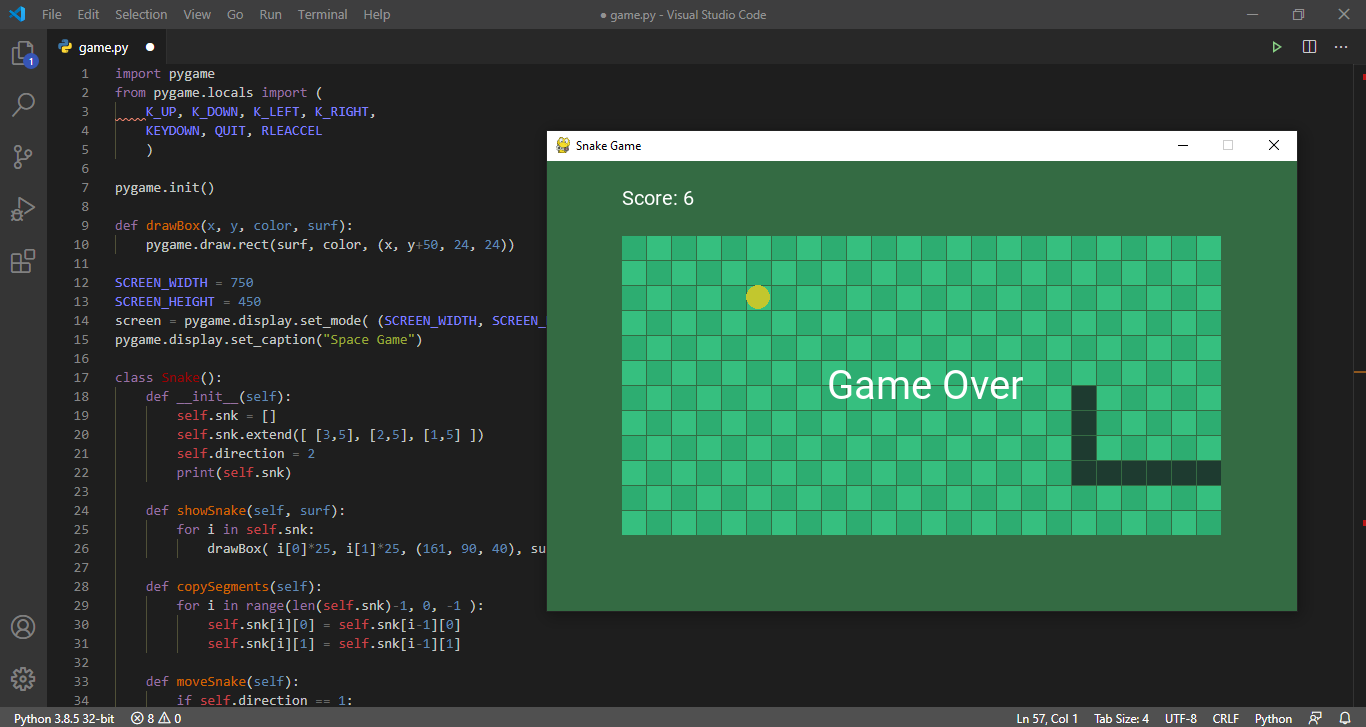 File Edit Selection View Go Run Terminal Help
● game.py - Visual Studio Code
1
game.py
1 import pygame
2 from pygame.locals import (
3 K_UP, K_DOWN, K_LEFT, K_RIGHT,
4 KEYDOWN, QUIT, RLEACCEL
5 )
6
7 pygame.init()
8
9 def drawBox(x, y, color, surf):
10 pygame.draw.rect(surf, color, (x, y+50, 24, 24))
11
12 SCREEN_WIDTH = 750
13 SCREEN_HEIGHT = 450
14 screen = pygame.display.set_mode( (SCREEN_WIDTH, SCREEN_
15 pygame.display.set_caption("Space Game")
16
17 class Snake():
18 def __init__(self):
19 self.snk = []
20 self.snk.extend([ [3,5], [2,5], [1,5] ])
21 self.direction = 2
22 print(self.snk)
23
24 def showSnake(self, surf):
25 for i in self.snk:
26 drawBox( i[0]*25, i[1]*25, (161, 90, 40), su
27
28 def copySegments(self):
29 for i in range(len(self.snk)-1, 0, -1 ):
30 self.snk[i][0] = self.snk[i-1][0]
31 self.snk[i][1] = self.snk[i-1][1]
32
33 def moveSnake(self):
34 if self.direction == 1:
Snake Game
Score: 6
Game Over
Python 3.8.5 32-bit 8 0
Ln 57, Col 1 Tab Size: 4 UTF-8 CRLF Python